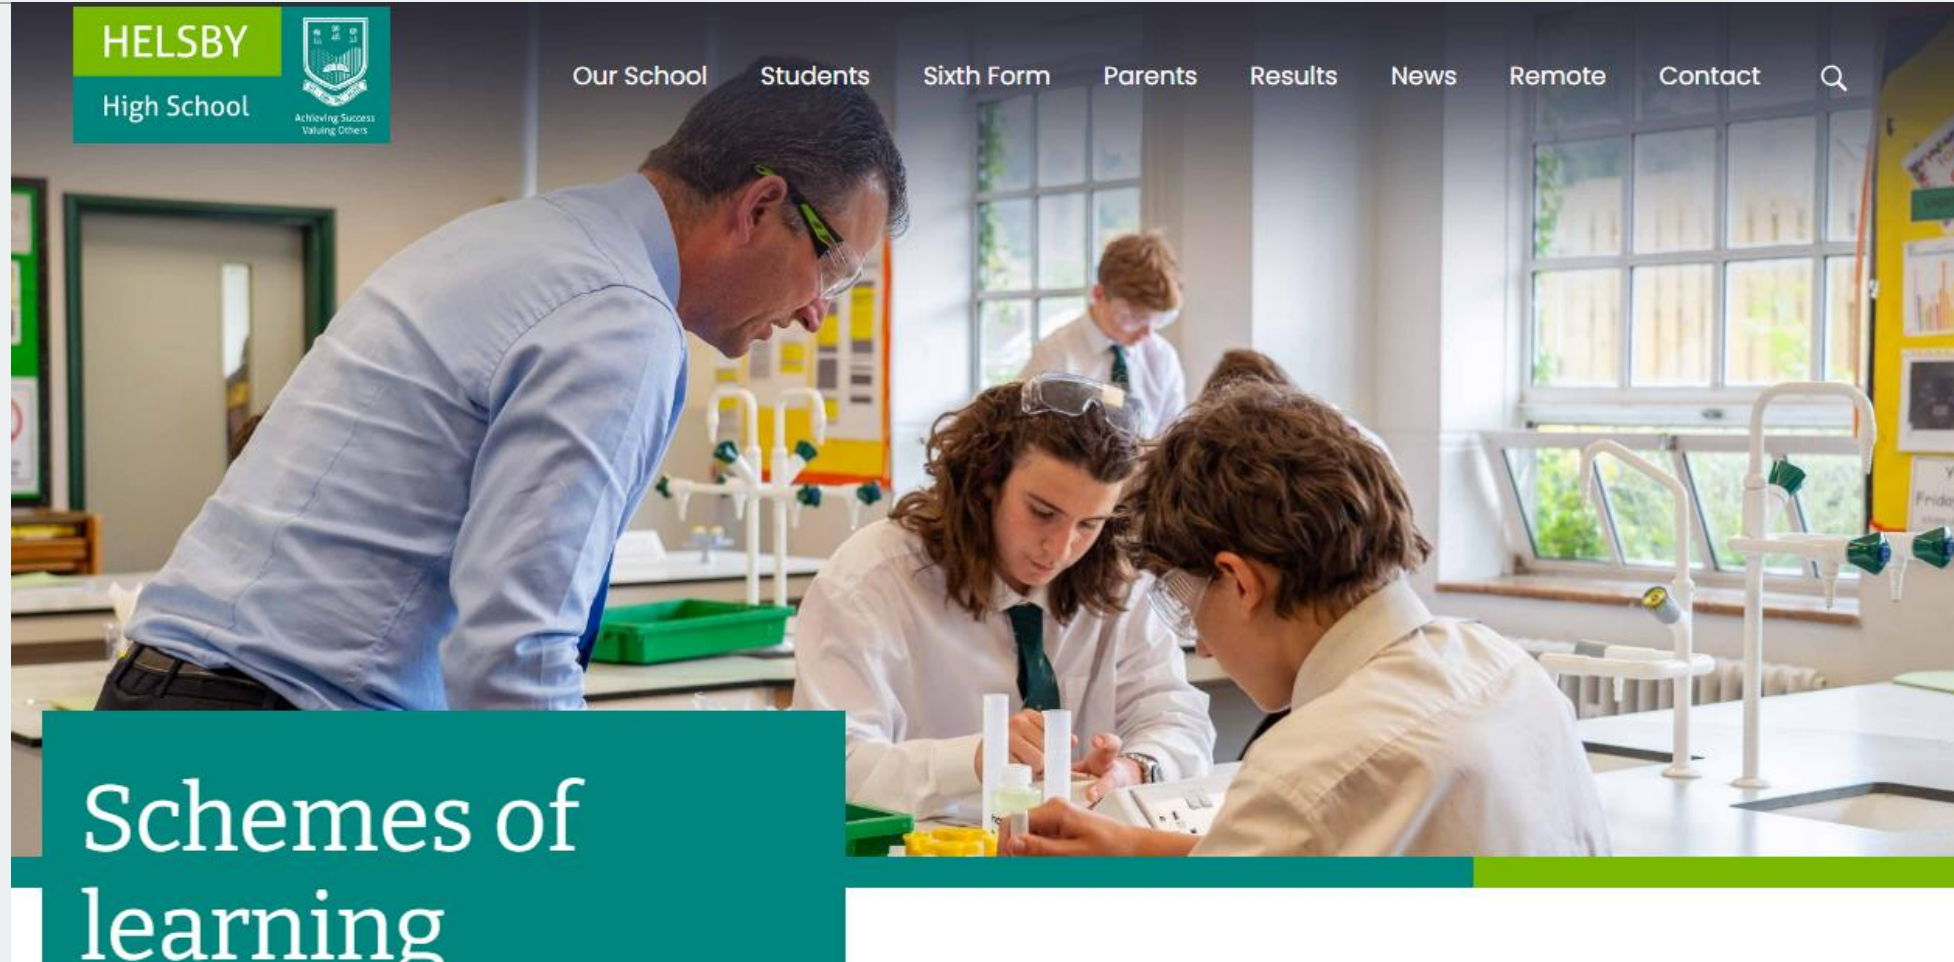 HELSBY
High School
Achieving Success
Valuing Others
Our School Students Sixth Form Parents Results News Remote Contact
Schemes of
learning